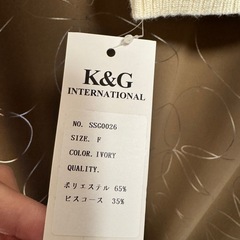 K&G
INTERNATIONAL
NO. SSG0026
SIZE. F
COLOR. IVORY
QUALITY.
ポリエステル 65%
ビスコース 35%